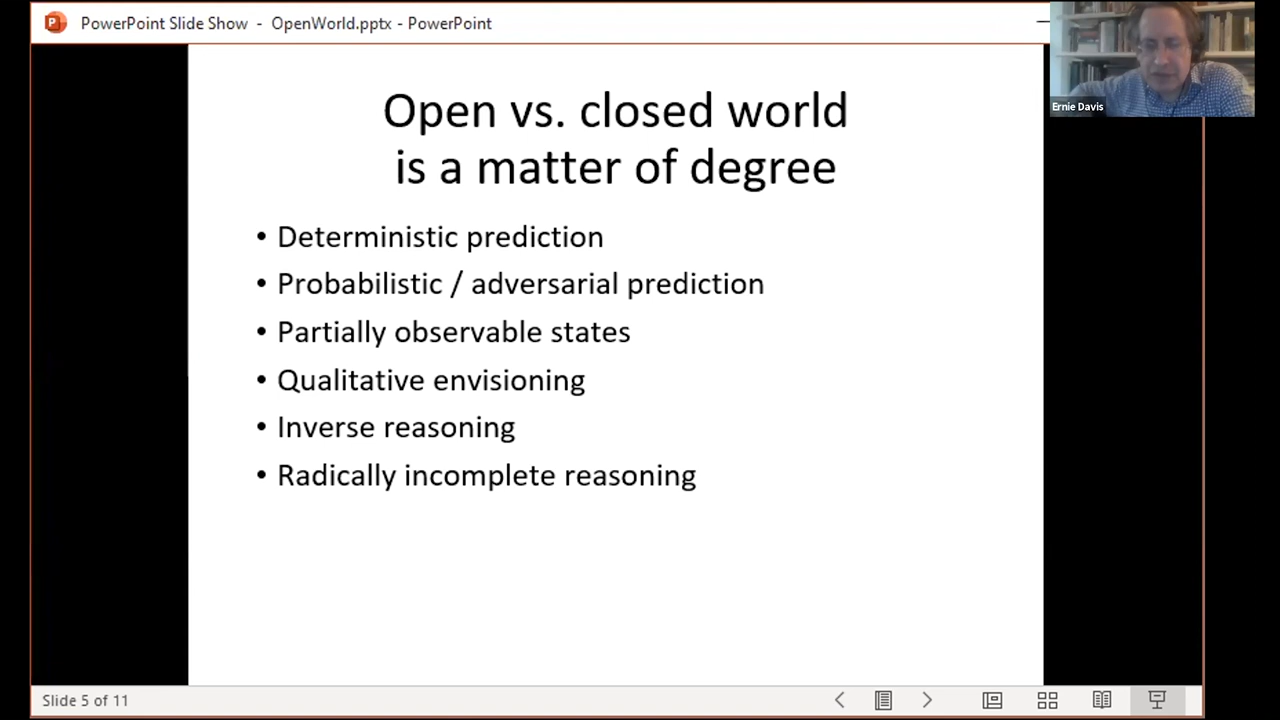 PowerPoint Slide Show - OpenWorld.pptx - PowerPoint
Ernie Davis
Open vs. closed world
is a matter of degree
• Deterministic prediction
• Probabilistic / adversarial prediction
• Partially observable states
• Qualitative envisioning
• Inverse reasoning
• Radically incomplete reasoning
Slide 5 of 11